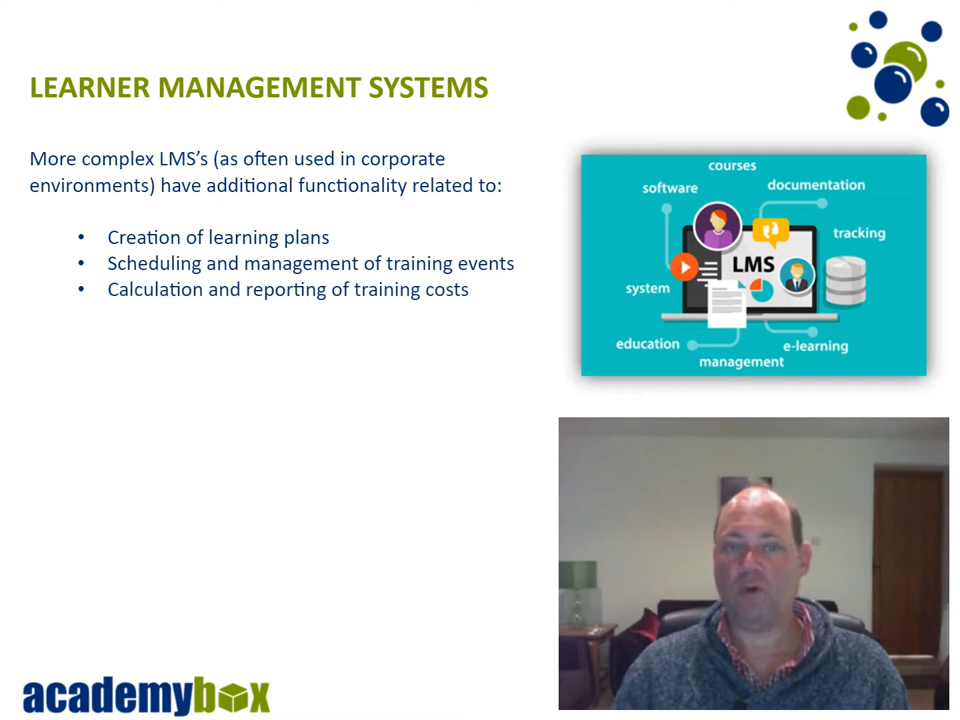 LEARNER MANAGEMENT SYSTEMS
More complex LMS’s (as often used in corporate
environments) have additional functionality related to:
• Creation of learning plans
• Scheduling and management of training events
• Calculation and reporting of training costs
courses
software
documentation
tracking
LMS
system
education
e-learning
management
academybox